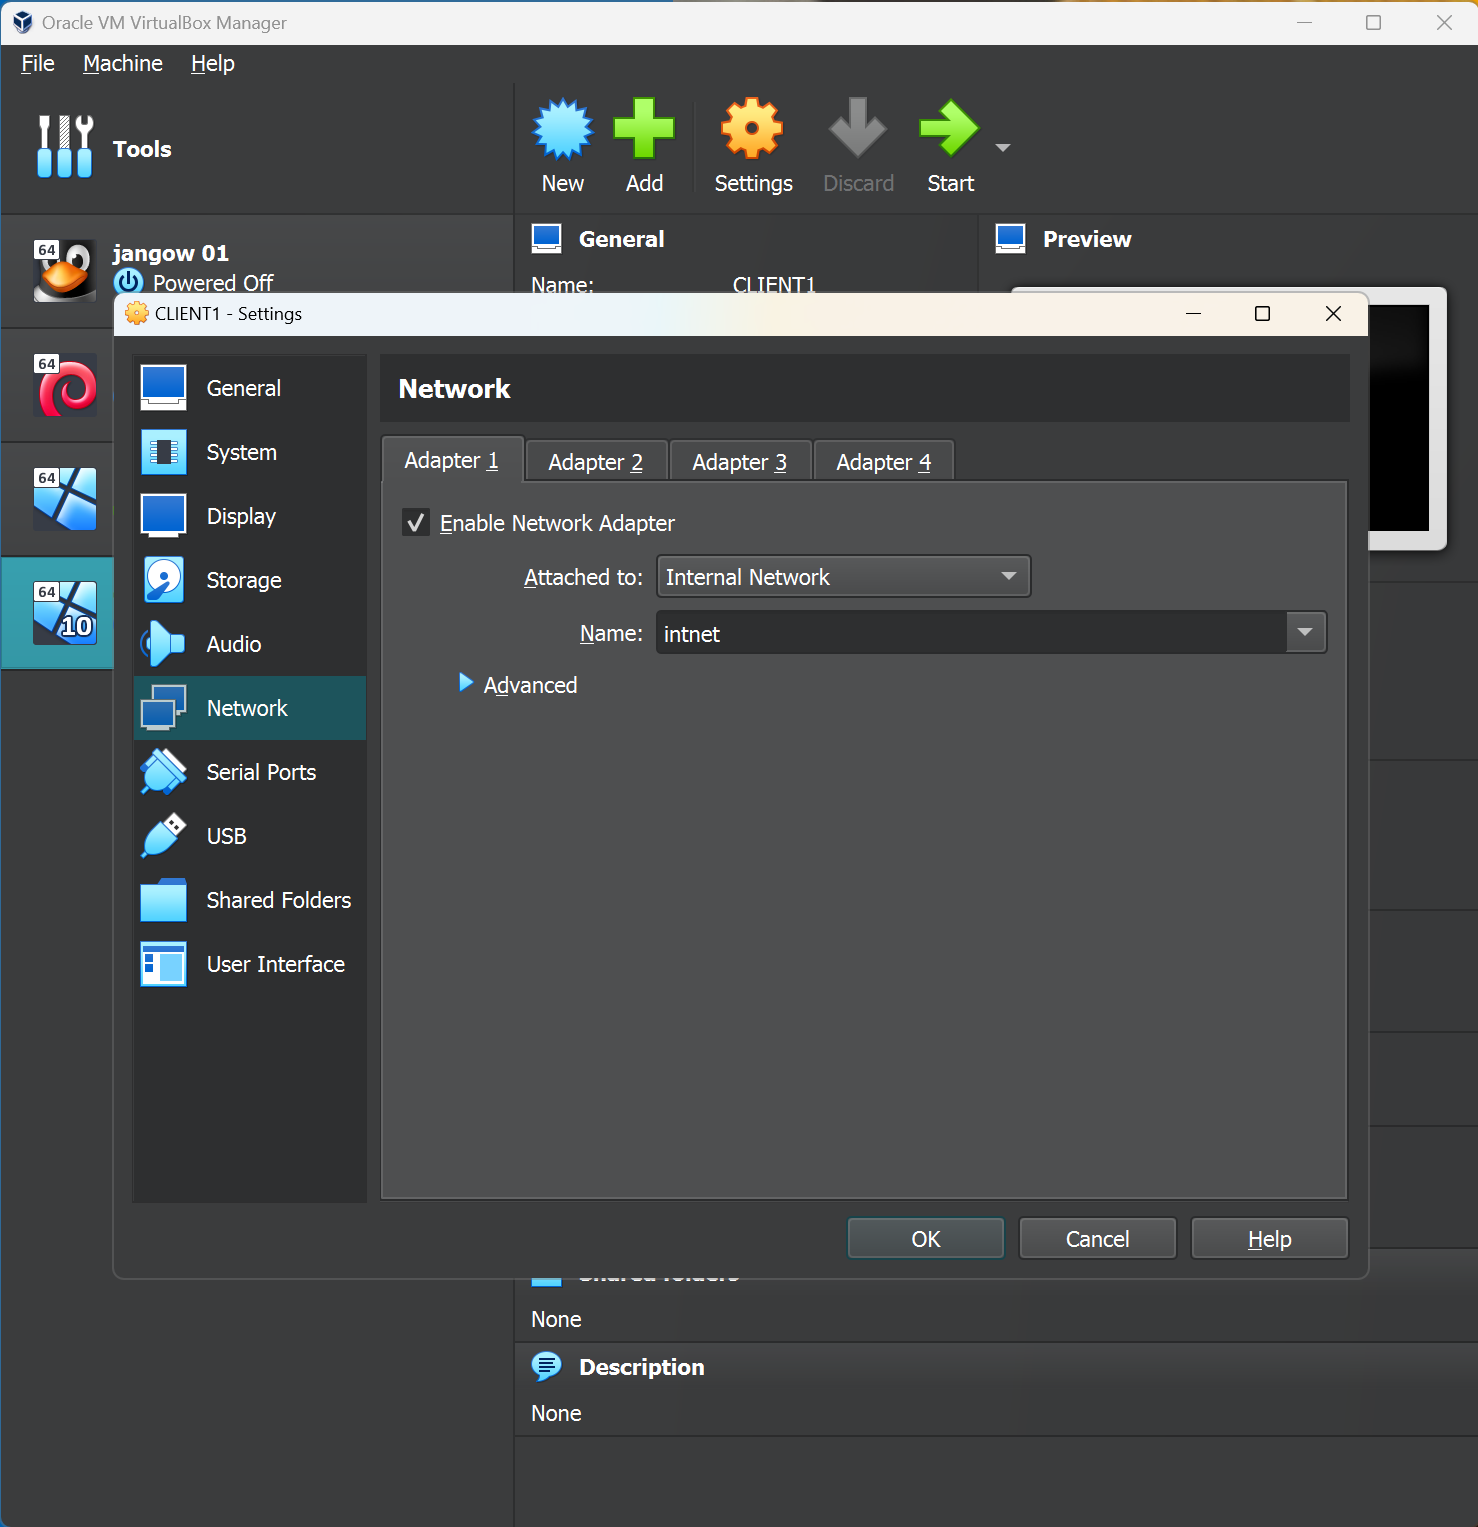 Oracle VM VirtualBox Manager
File Machine Help
Tools
New Add Settings Discard Start
64
jangow 01
Powered Off
64
64
64
10
General
Name: CLIENT1
Preview
CLIENT1 - Settings
General
System
Display
Storage
Audio
Network
Serial Ports
USB
Shared Folders
User Interface
Network
Adapter 1 Adapter 2 Adapter 3 Adapter 4
Enable Network Adapter
Attached to: Internal Network
Name: intnet
Advanced
OK Cancel Help
Shared folders
None
Description
None